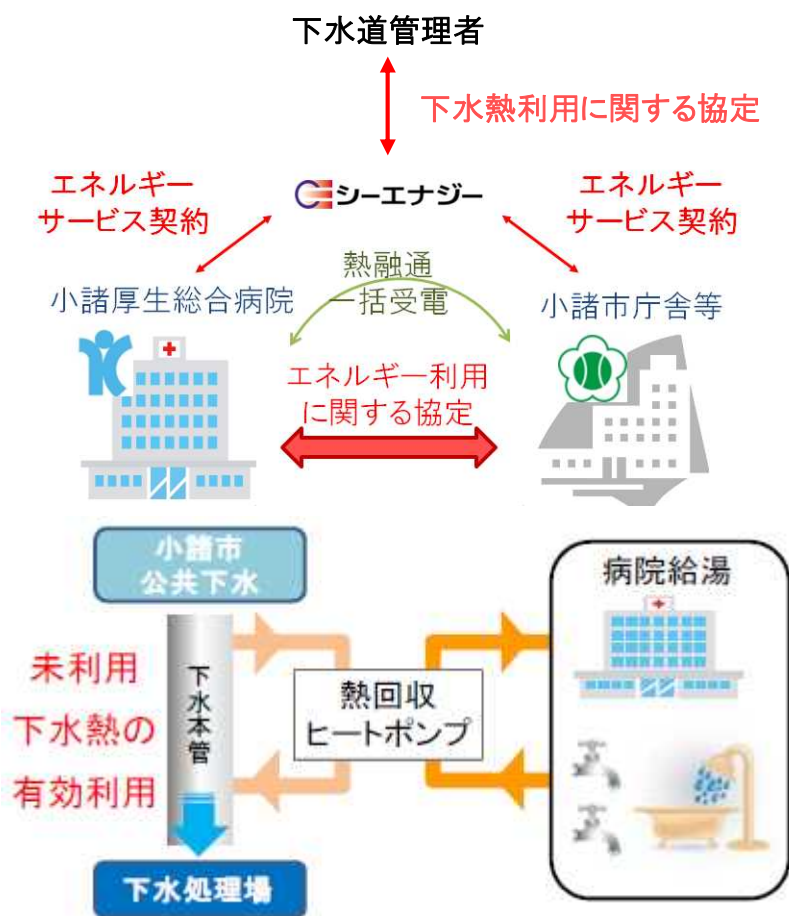 下水道管理者
下水熱利用に関する協定
エネルギー
サービス契約
シーエナジー
エネルギー
サービス契約
熱融通
一括受電
小諸厚生総合病院
小諸市庁舎等
エネルギー利用
に関する協定
小諸市
公共下水
病院給湯
未利用
下水熱の
有効利用
下水本管
熱回収
ヒートポンプ
下水処理場